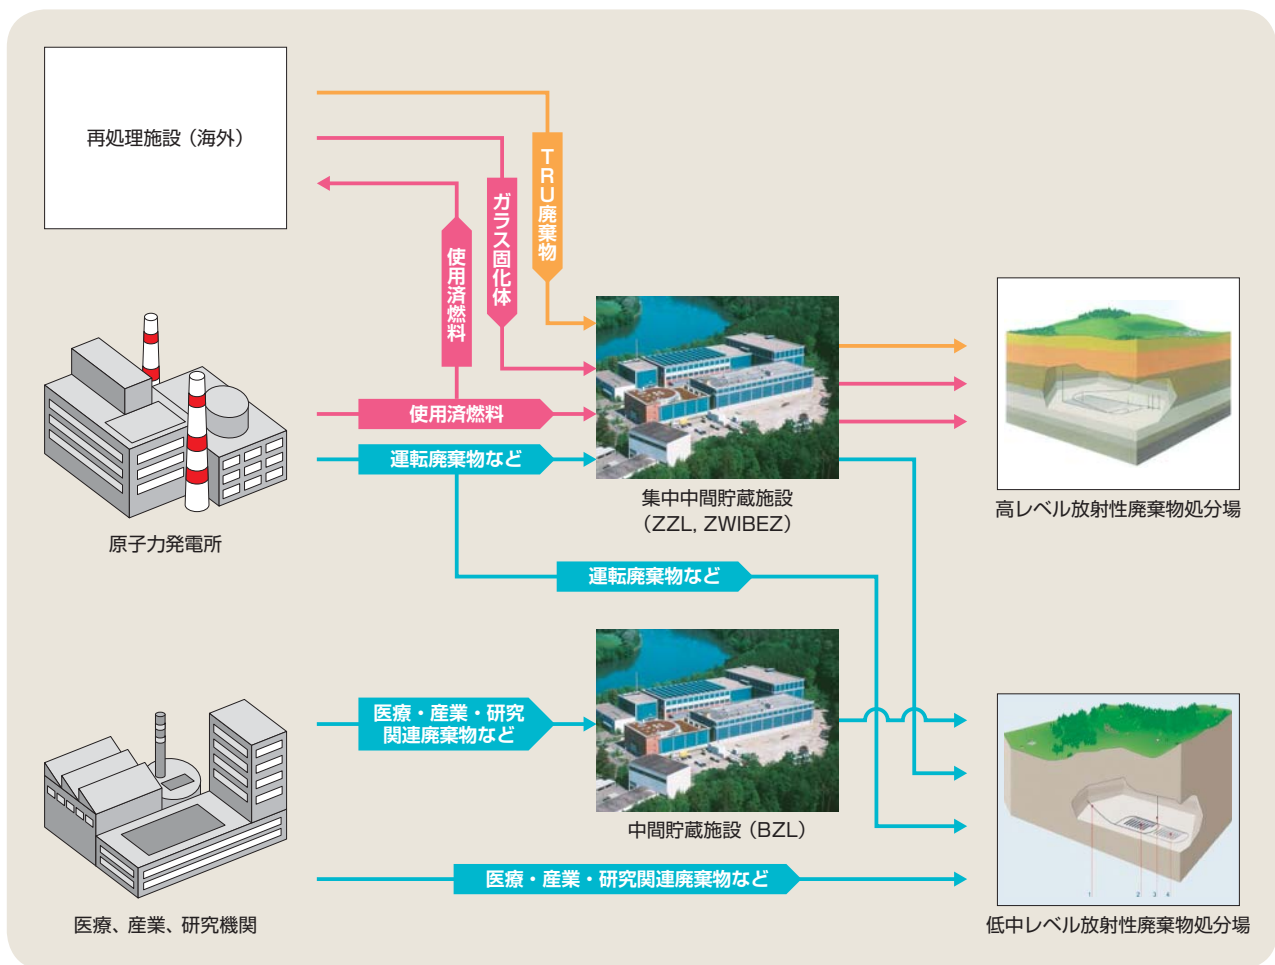 再処理施設（海外）
TRU廃棄物
ガラス固化体
使用済燃料
使用済燃料
運転廃棄物など
原子力発電所
集中中間貯蔵施設
（ZZL, ZWIBEZ）
高レベル放射性廃棄物処分場
運転廃棄物など
医療・産業・研究
関連廃棄物など
中間貯蔵施設（BZL）
医療・産業・研究関連廃棄物など
医療、産業、研究機関
1 2 3 4
低中レベル放射性廃棄物処分場